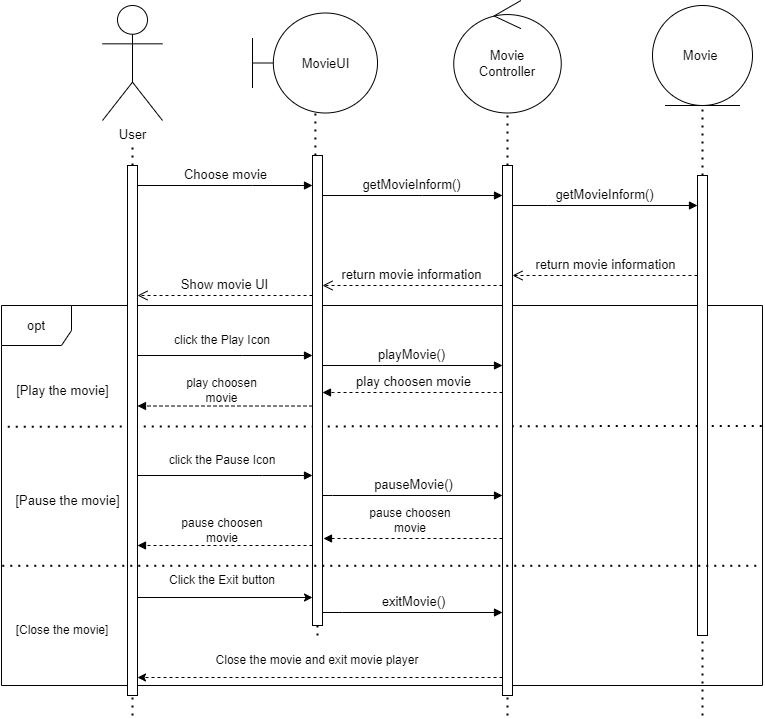 MovieUI
Movie
Controller
Movie
User
Choose movie
getMovieInform()
getMovieInform()
return movie information
return movie information
Show movie UI
opt
click the Play Icon
playMovie()
[Play the movie]
play choosen
movie
play choosen movie
click the Pause Icon
pauseMovie()
[Pause the movie]
pause choosen
movie
pause choosen
movie
Click the Exit button
exitMovie()
[Close the movie]
Close the movie and exit movie player